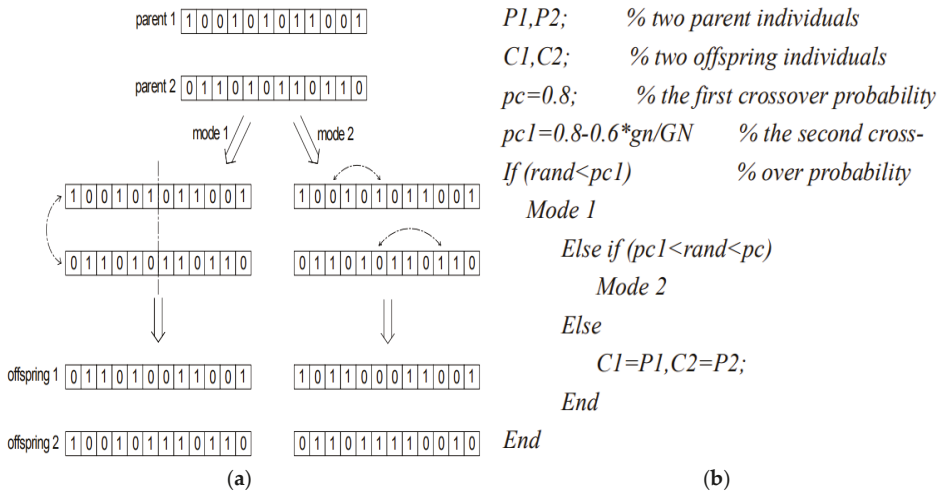 parent 1 1 0 0 1 0 1 0 1 1 0 0 1
parent 2 0 1 1 0 1 0 1 1 0 1 1 0
mode 1 mode 2
1 0 0 1 0 1 0 1 1 0 0 1 1 0 0 1 0 1 0 1 1 0 0 1
0 1 1 0 1 0 1 1 0 1 1 0 0 1 1 0 1 0 1 1 0 1 1 0
offspring 1 0 1 1 0 1 0 0 1 1 0 0 1 1 0 1 1 0 0 0 1 1 0 0 1
offspring 2 1 0 0 1 0 1 1 1 0 1 1 0 0 1 1 0 1 1 1 1 0 0 1 0
(a)
P1,P2; % two parent individuals
C1,C2; % two offspring individuals
pc=0.8; % the first crossover probability
pc1=0.8-0.6*gn/GN % the second cross-
If (rand<pc1) % over probability
Mode 1
Else if (pc1<rand<pc)
Mode 2
Else
C1=P1,C2=P2;
End
End
(b)